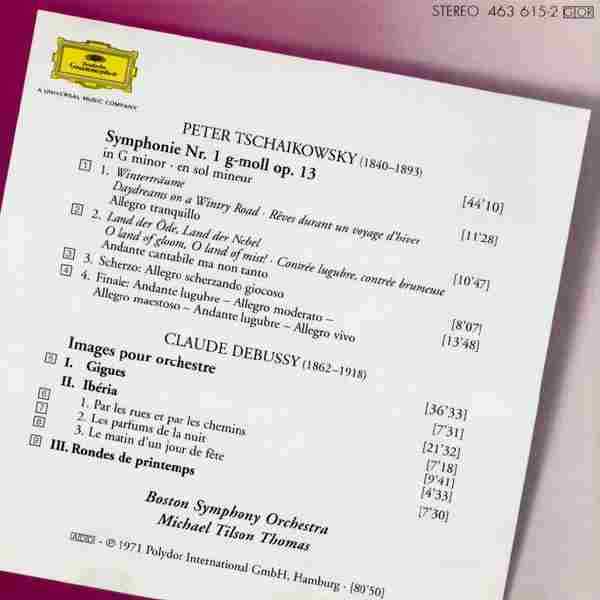 STEREO 463 615-2 GOR
Deutsche
Grammophon
A UNIVERSAL MUSIC COMPANY
PETER TSCHAIKOWSKY (1840–1893)
Symphonie Nr. 1 g-moll op. 13 [44'10]
in G minor · en sol mineur
1 1. Winterträume [11'28]
Daydreams on a Wintry Road · Rêves durant un voyage d'hiver
Allegro tranquillo
2 2. Land der Öde, Land der Nebel [10'47]
O land of gloom, O land of mist! · Contrée lugubre, contrée brumeuse
Andante cantabile ma non tanto
3 3. Scherzo: Allegro scherzando giocoso [8'07]
4 4. Finale: Andante lugubre – Allegro moderato – [13'48]
Allegro maestoso – Andante lugubre – Allegro vivo
CLAUDE DEBUSSY (1862–1918)
Images pour orchestre [36'33]
5 I. Gigues [7'31]
II. Ibéria [21'32]
6 1. Par les rues et par les chemins [7'18]
7 2. Les parfums de la nuit [9'41]
8 3. Le matin d'un jour de fête [4'33]
9 III. Rondes de printemps [7'30]
Boston Symphony Orchestra
Michael Tilson Thomas
ADD · ℗ 1971 Polydor International GmbH, Hamburg · [80'50]